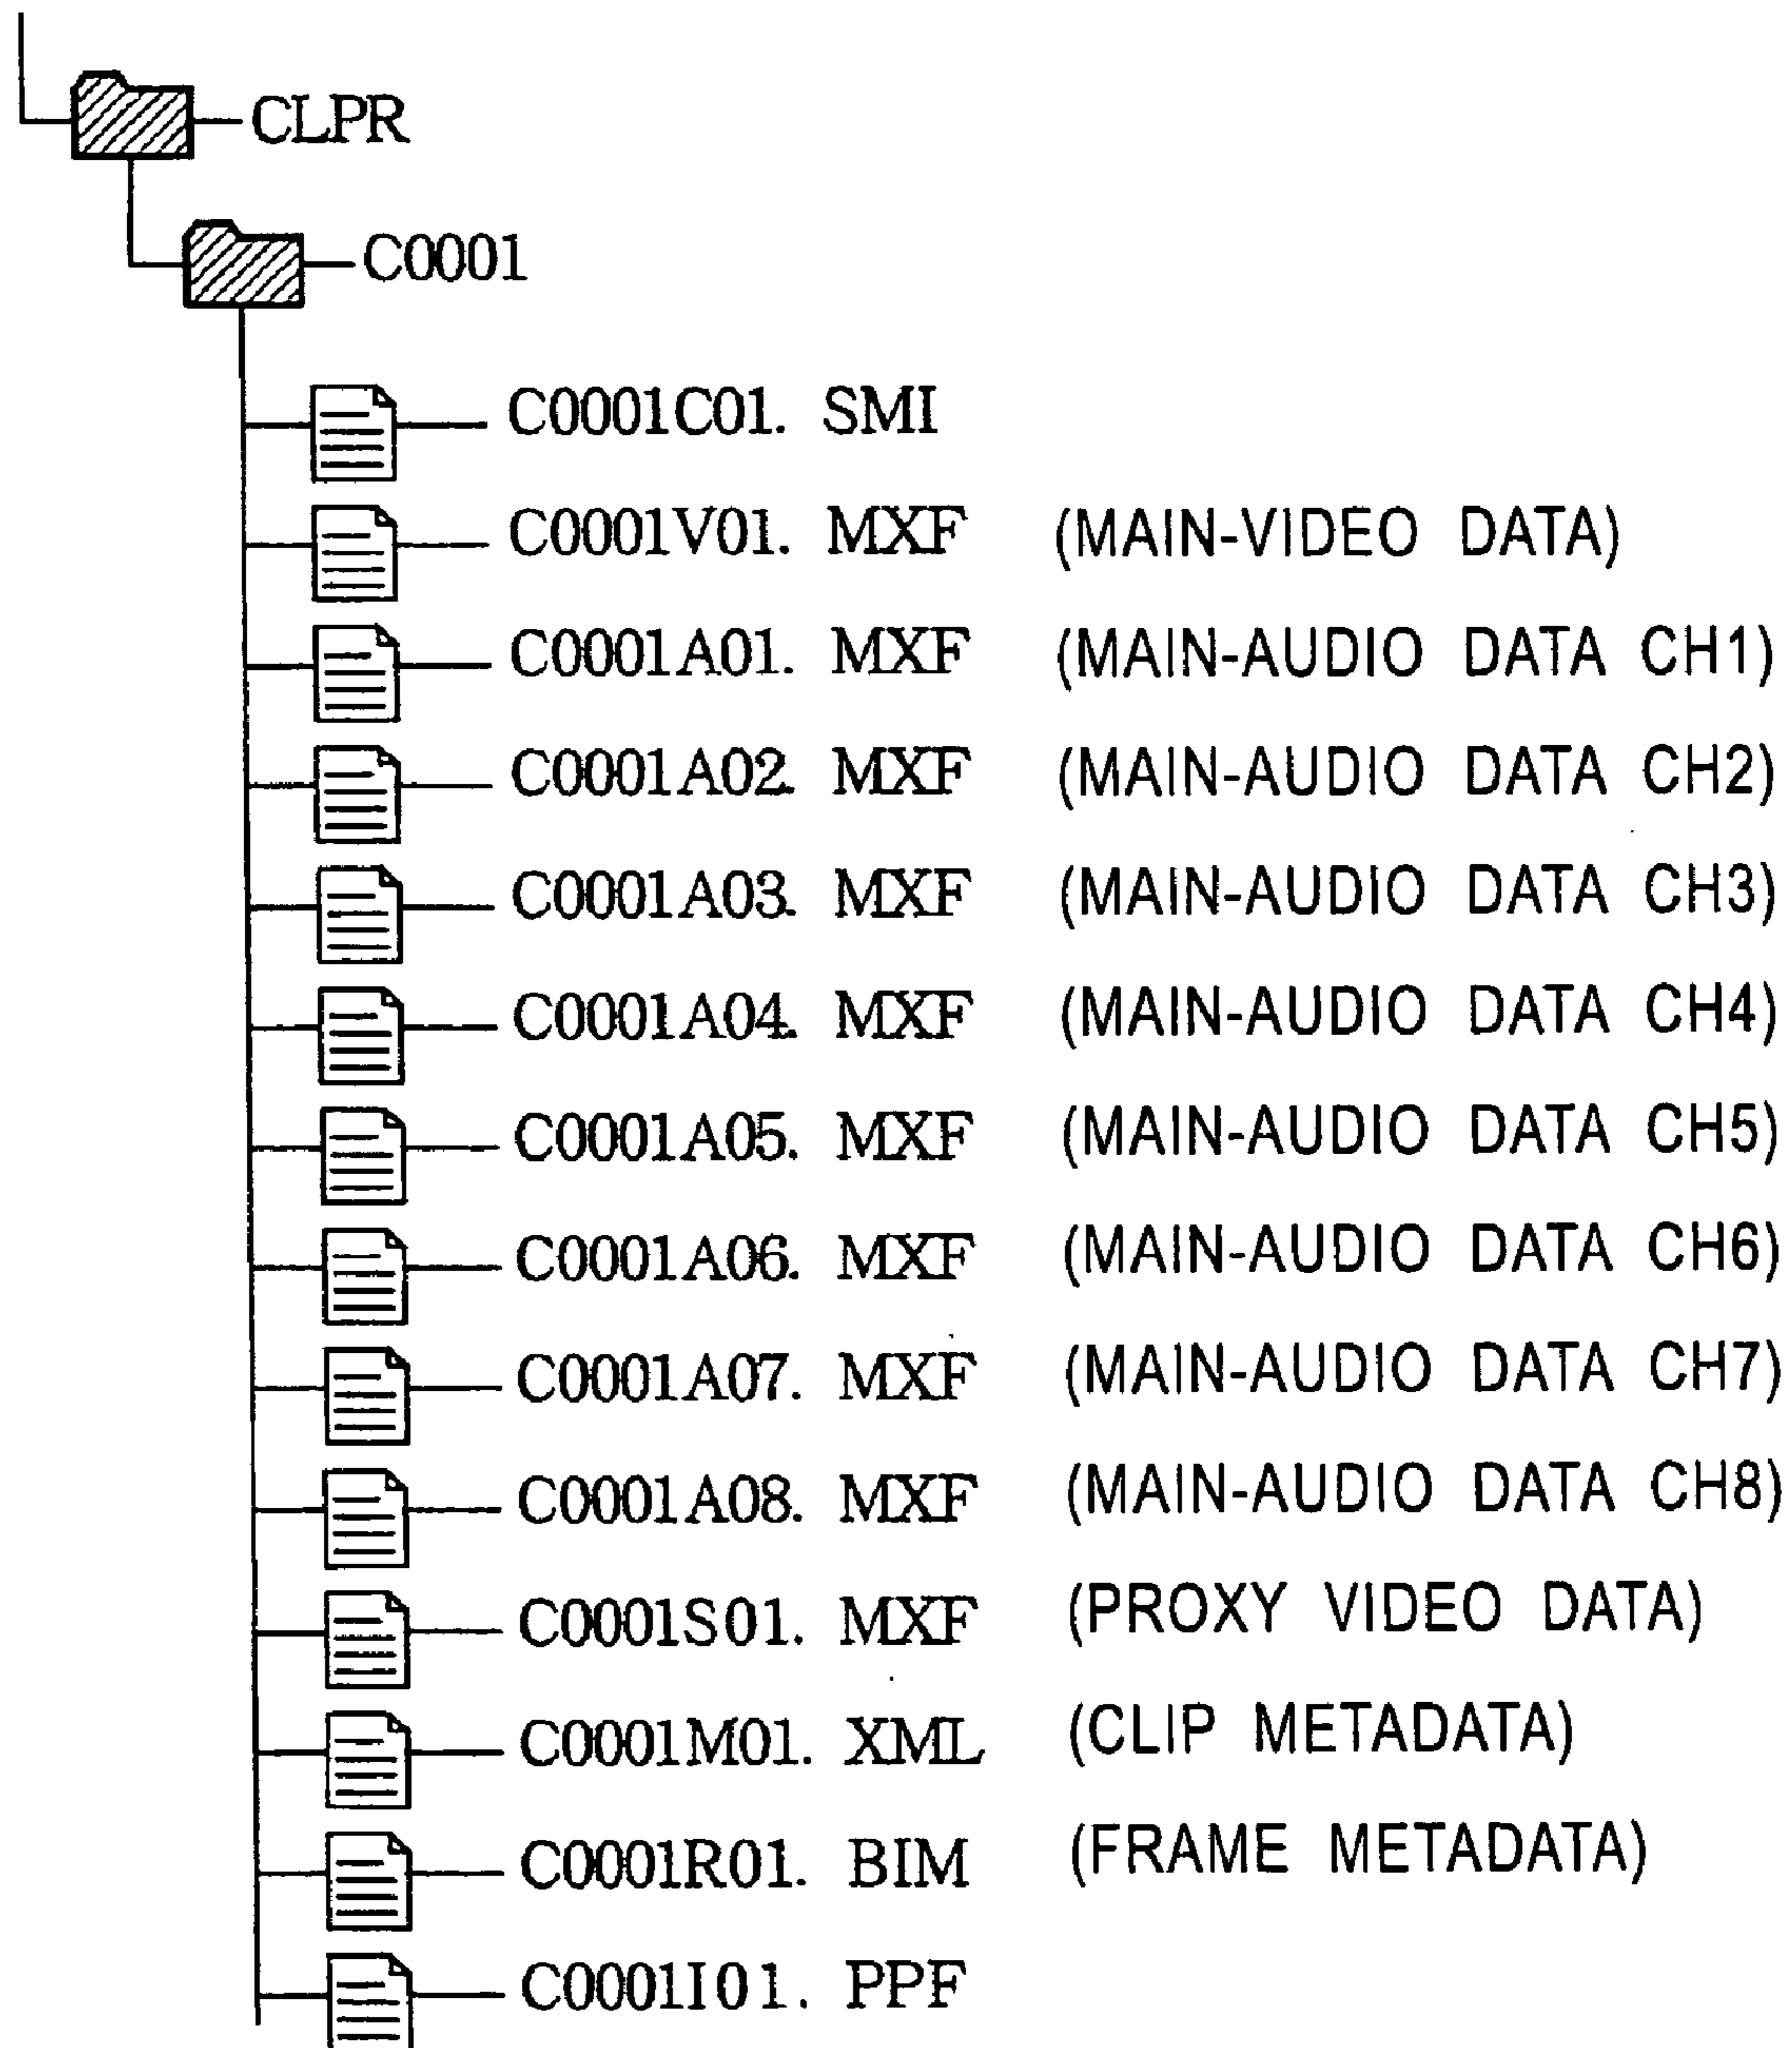 CLPR
C0001
C0001C01. SMI
C0001V01. MXF (MAIN-VIDEO DATA)
C0001A01. MXF (MAIN-AUDIO DATA CH1)
C0001A02. MXF (MAIN-AUDIO DATA CH2)
C0001A03. MXF (MAIN-AUDIO DATA CH3)
C0001A04. MXF (MAIN-AUDIO DATA CH4)
C0001A05. MXF (MAIN-AUDIO DATA CH5)
C0001A06. MXF (MAIN-AUDIO DATA CH6)
C0001A07. MXF (MAIN-AUDIO DATA CH7)
C0001A08. MXF (MAIN-AUDIO DATA CH8)
C0001S01. MXF (PROXY VIDEO DATA)
C0001M01. XML (CLIP METADATA)
C0001R01. BIM (FRAME METADATA)
C0001I01. PPF